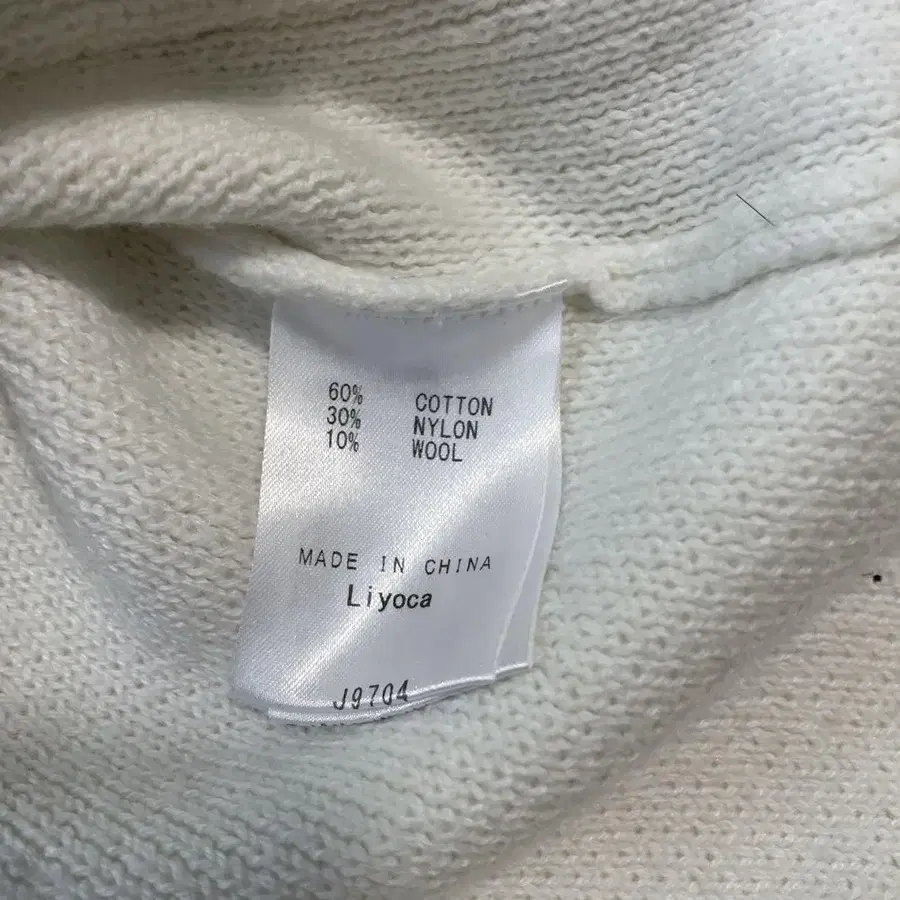 60% COTTON
30% NYLON
10% WOOL
MADE IN CHINA
Liyoca
J9704